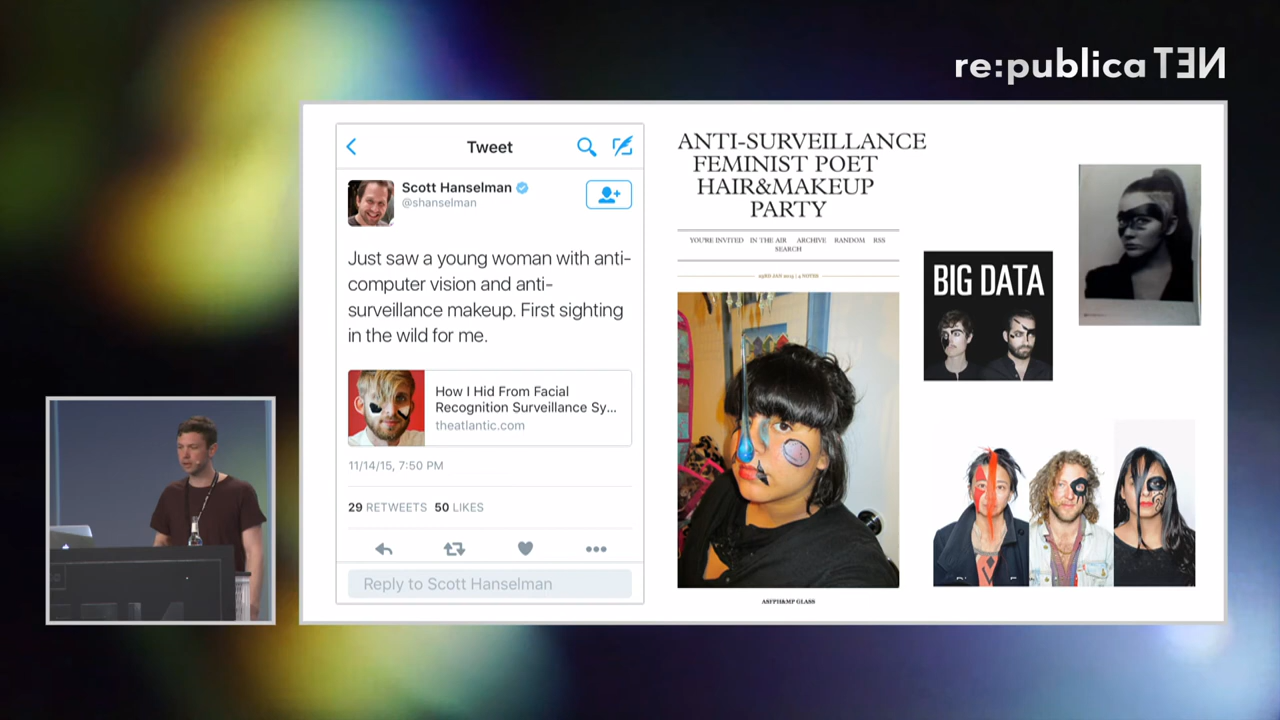 re:publica TEN
Tweet
Scott Hanselman
@shanselman
Just saw a young woman with anti-
computer vision and anti-
surveillance makeup. First sighting
in the wild for me.
How I Hid From Facial
Recognition Surveillance Sy...
theatlantic.com
11/14/15, 7:50 PM
29 RETWEETS 50 LIKES
Reply to Scott Hanselman
ANTI-SURVEILLANCE
FEMINIST POET
HAIR&MAKEUP
PARTY
YOU'RE INVITED IN THE AIR ARCHIVE RANDOM RSS
SEARCH
ASFPH&MP GLASS
BIG DATA